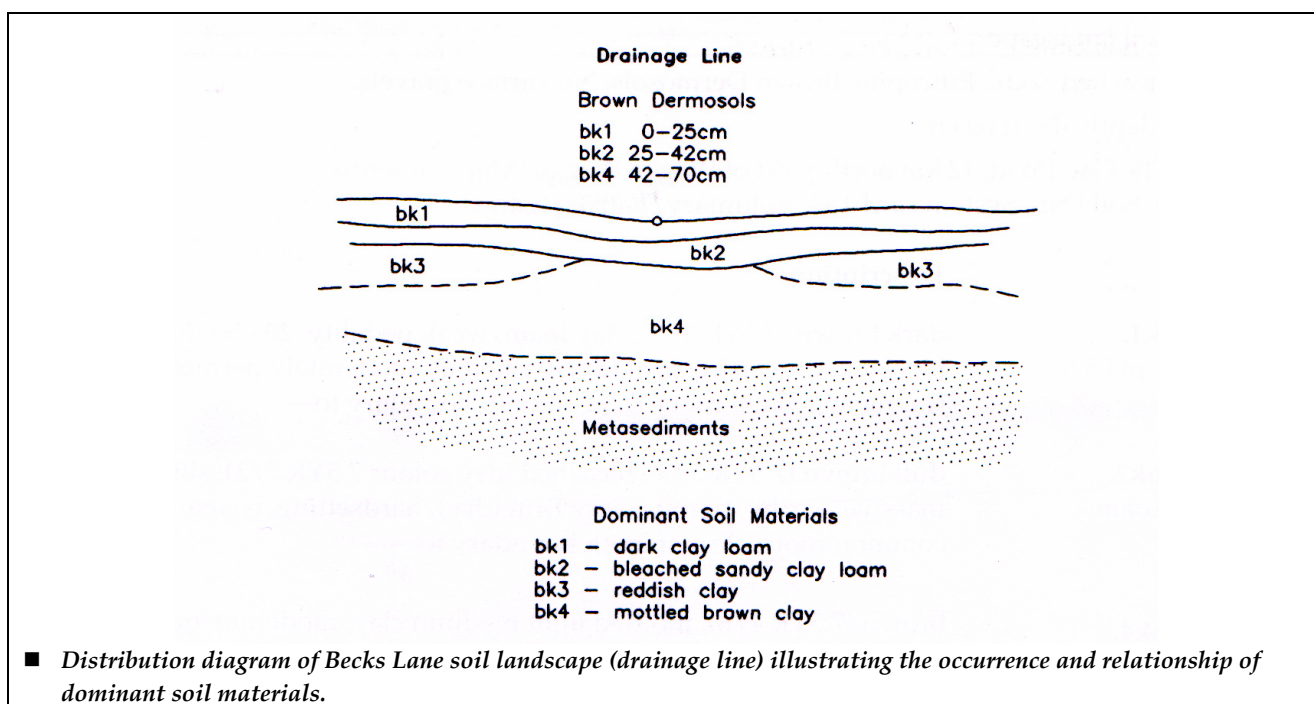 Drainage Line
Brown Dermosols
bk1 0-25cm
bk2 25-42cm
bk4 42-70cm
bk1
bk2
bk3
bk3
bk4
Metasediments
Dominant Soil Materials
bk1 - dark clay loam
bk2 - bleached sandy clay loam
bk3 - reddish clay
bk4 - mottled brown clay
■ Distribution diagram of Becks Lane soil landscape (drainage line) illustrating the occurrence and relationship of
dominant soil materials.